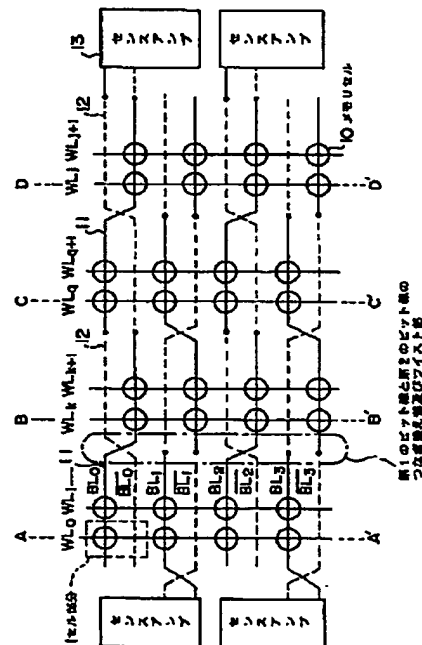 13
センスアンプ
センスアンプ
12
D
WLj+1
WLj
D'
10 メモリセル
11
C
WLq+1
WLq
C'
12
B
WLk+1
WLk
B'
11
第1のビット線と第2のビット線の
つなぎ換え部及びツイスト部
A
WL1
WL0
A'
1セル区分
BL0
BL0
BL1
BL1
BL2
BL2
BL3
BL3
センスアンプ
センスアンプ